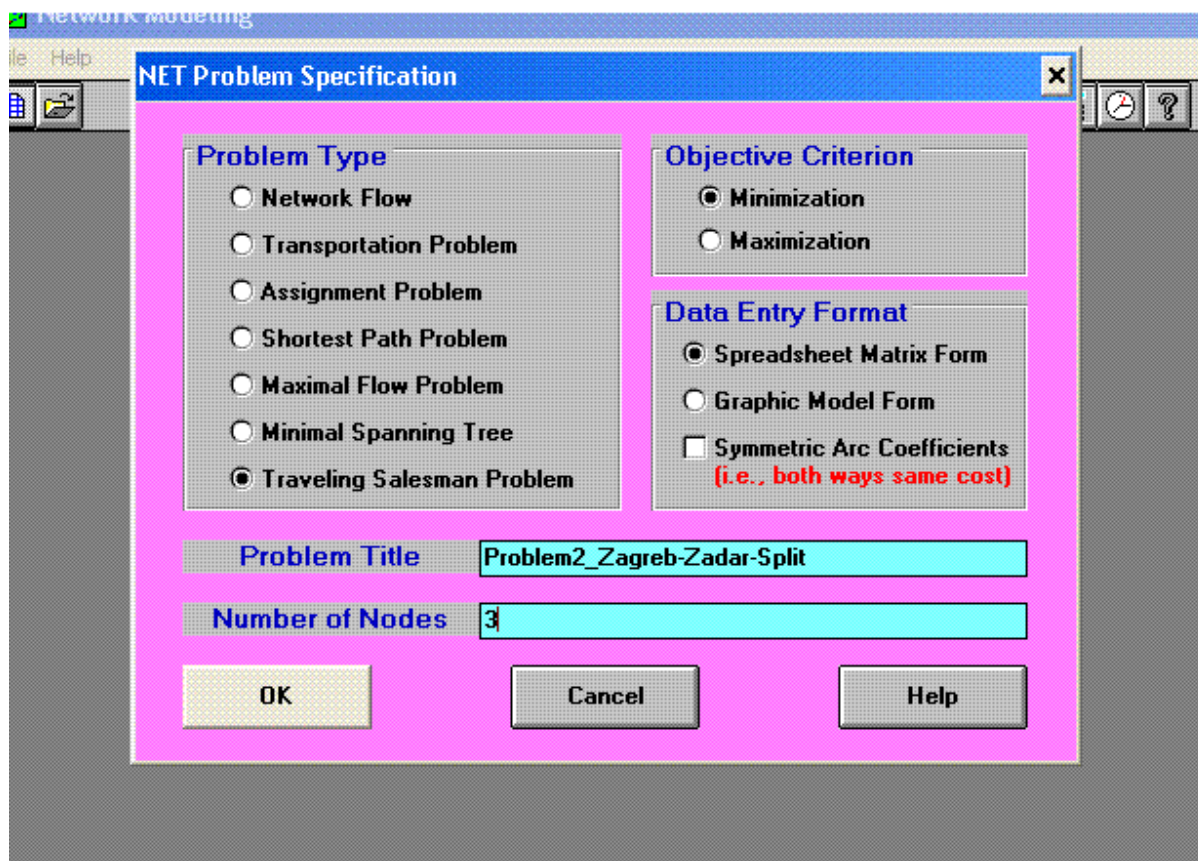 Network Modeling
Help
NET Problem Specification
Problem Type
Network Flow
Transportation Problem
Assignment Problem
Shortest Path Problem
Maximal Flow Problem
Minimal Spanning Tree
Traveling Salesman Problem
Objective Criterion
Minimization
Maximization
Data Entry Format
Spreadsheet Matrix Form
Graphic Model Form
Symmetric Arc Coefficients
(i.e., both ways same cost)
Problem Title
Problem2_Zagreb-Zadar-Split
Number of Nodes
3
OK
Cancel
Help